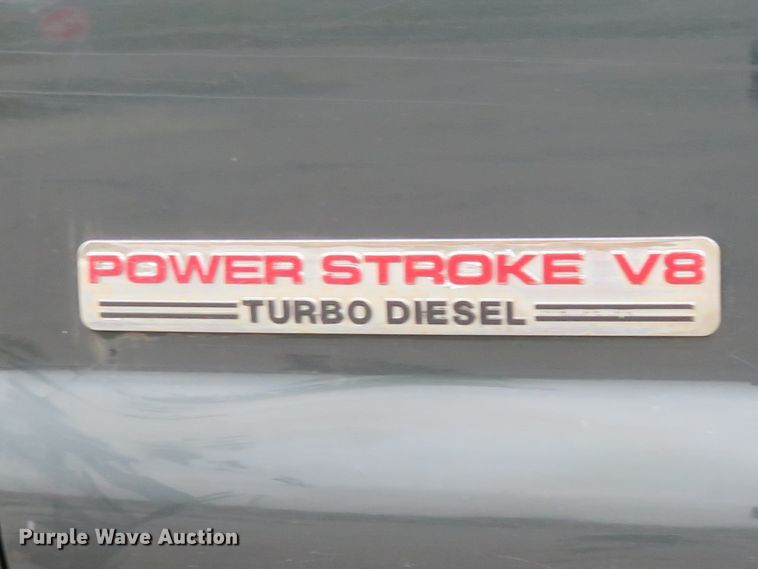 POWER STROKE V8
TURBO DIESEL
Purple Wave Auction